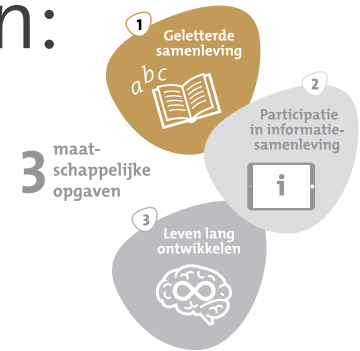 n:
1
Geletterde
samenleving
abc
2
Participatie
in informatie-
samenleving
i
3 maat-
schappelijke
opgaven
3
Leven lang
ontwikkelen